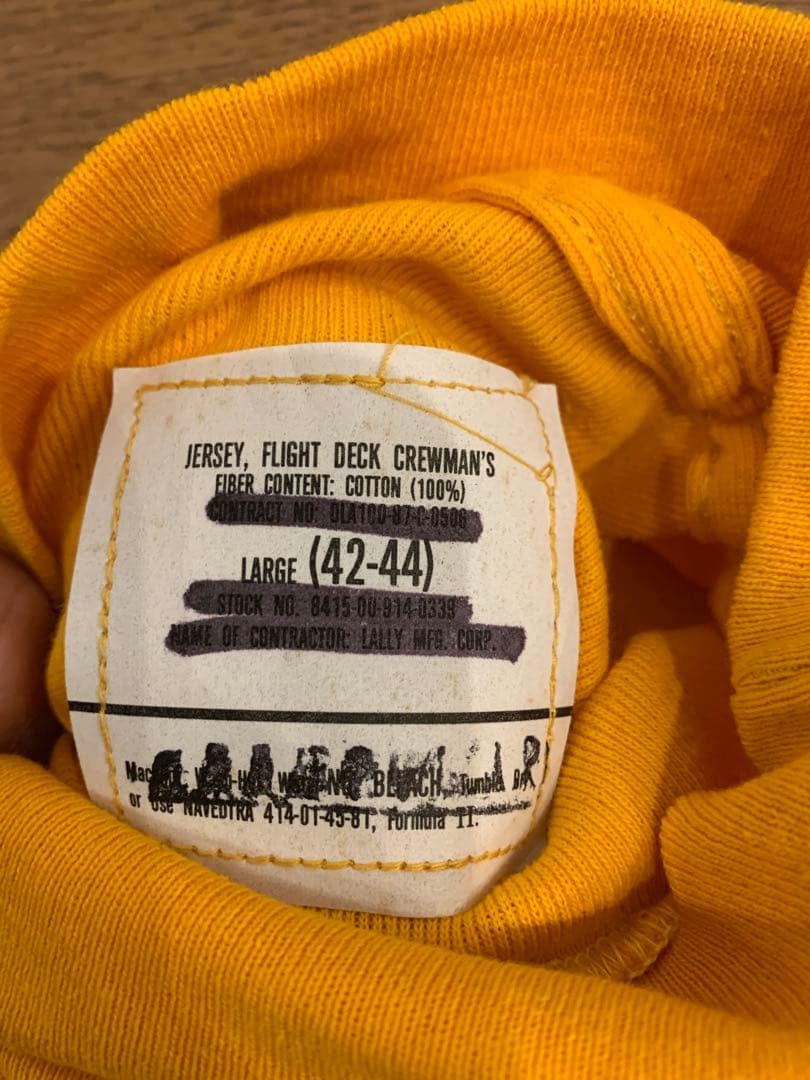 JERSEY, FLIGHT DECK CREWMAN'S
FIBER CONTENT: COTTON (100%)
CONTRACT NO: DLA100-87-C-0506
LARGE (42-44)
STOCK NO. 8415-00-914-0339
NAME OF CONTRACTOR: LALLY MFG. CORP.
BLEACH, Tumble
or Use NAVEDTRA 414-01-45-81, Formula II.